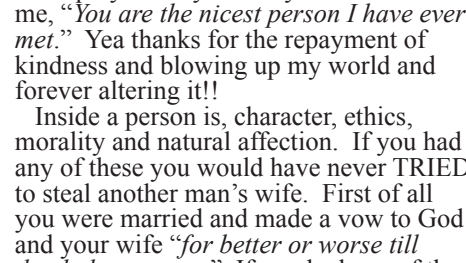 me, “You are the nicest person I have ever
met.” Yea thanks for the repayment of
kindness and blowing up my world and
forever altering it!!
Inside a person is, character, ethics,
morality and natural affection. If you had
any of these you would have never TRIED
to steal another man’s wife. First of all
you were married and made a vow to God
and your wife “for better or worse till